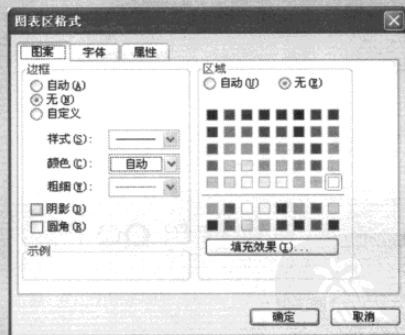 图表区格式
图案 字体 属性
边框
自动(A)
无(N)
自定义
样式(S):
颜色(C): 自动
粗细(W):
阴影(D)
圆角(R)
示例
区域
自动(U) 无(E)
填充效果(I)...
确定 取消